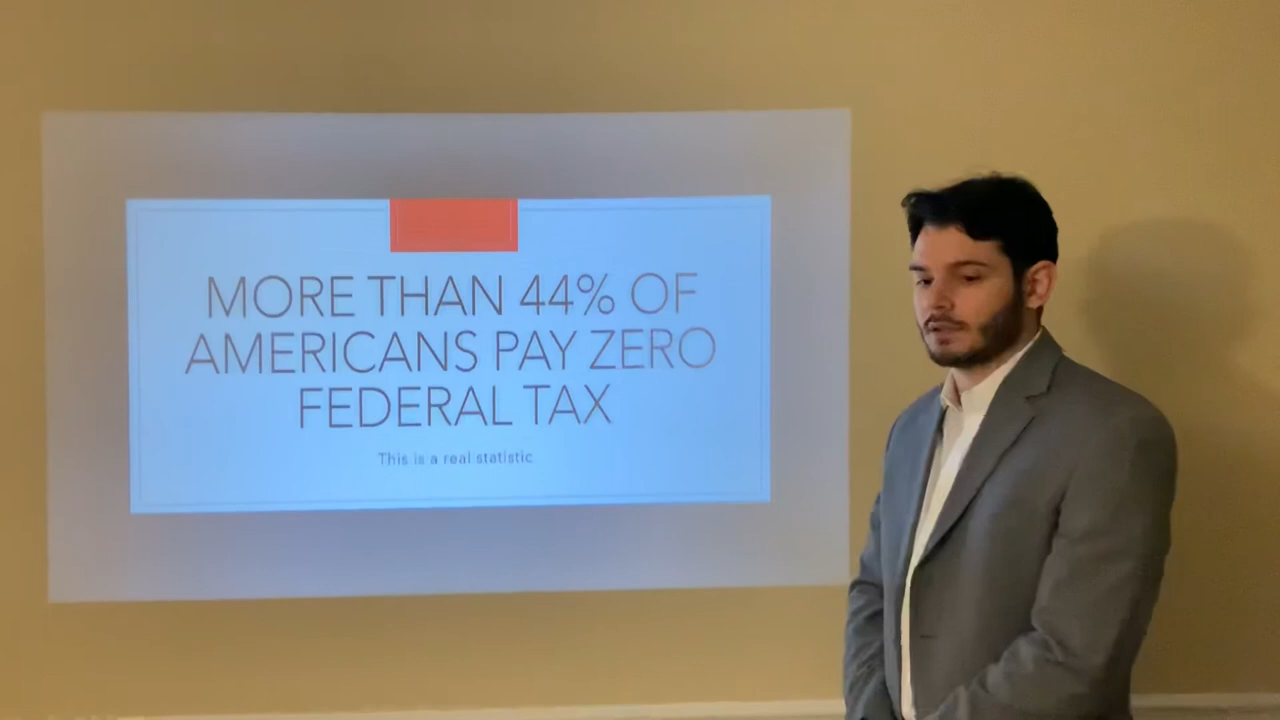 MORE THAN 44% OF
AMERICANS PAY ZERO
FEDERAL TAX
This is a real statistic